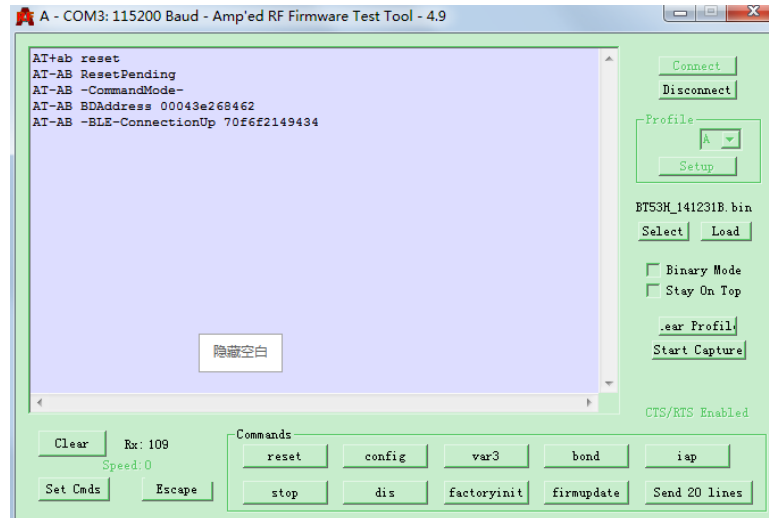 A - COM3: 115200 Baud - Amp'ed RF Firmware Test Tool - 4.9
AT+ab reset
AT-AB ResetPending
AT-AB -CommandMode-
AT-AB BDAddress 00043e268462
AT-AB -BLE-ConnectionUp 70f6f2149434
隐藏空白
Connect
Disconnect
Profile
A
Setup
BT53H_141231B.bin
Select Load
Binary Mode
Stay On Top
.ear Profil
Start Capture
CTS/RTS Enabled
Clear Rx: 109
Speed:0
Set Cmds Escape
Commands
reset config var3 bond iap
stop dis factoryinit firmupdate Send 20 lines